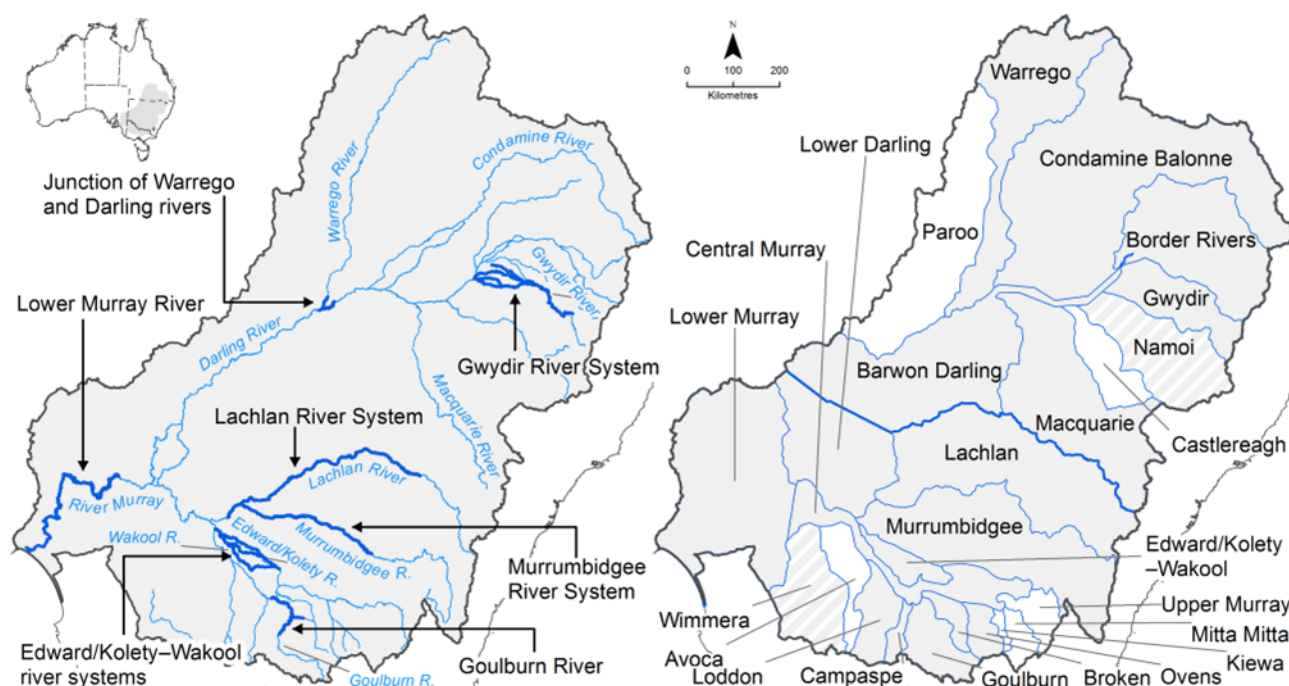 Junction of Warrego
and Darling rivers
Lower Murray River
Warrego River
Condamine River
Gwydir River
Gwydir River System
Darling River
Macquarie River
Lachlan River System
Lachlan River
River Murray
Wakool R.
Edward/Kolety R.
Murrumbidgee R.
Murrumbidgee
River System
Edward/Kolety–Wakool
river systems
Goulburn River
Goulburn R.
N
0 100 200
Kilometres
Warrego
Lower Darling
Condamine Balonne
Paroo
Central Murray
Border Rivers
Gwydir
Lower Murray
Namoi
Barwon Darling
Macquarie
Castlereagh
Lachlan
Murrumbidgee
Edward/Kolety
–Wakool
Upper Murray
Wimmera
Mitta Mitta
Avoca
Kiewa
Loddon
Campaspe
Goulburn
Broken
Ovens